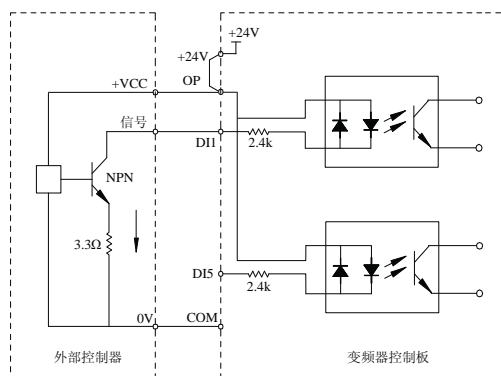 +24V
+24V
+VCC
OP
信号
DI1
2.4k
NPN
3.3Ω
DI5
2.4k
0V
COM
外部控制器
变频器控制板